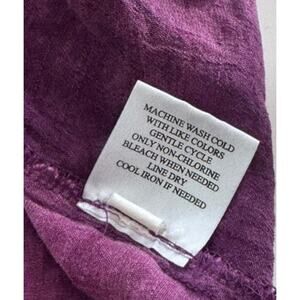 MACHINE WASH COLD
WITH LIKE COLORS
GENTLE CYCLE
ONLY NON-CHLORINE
BLEACH WHEN NEEDED
LINE DRY
COOL IRON IF NEEDED